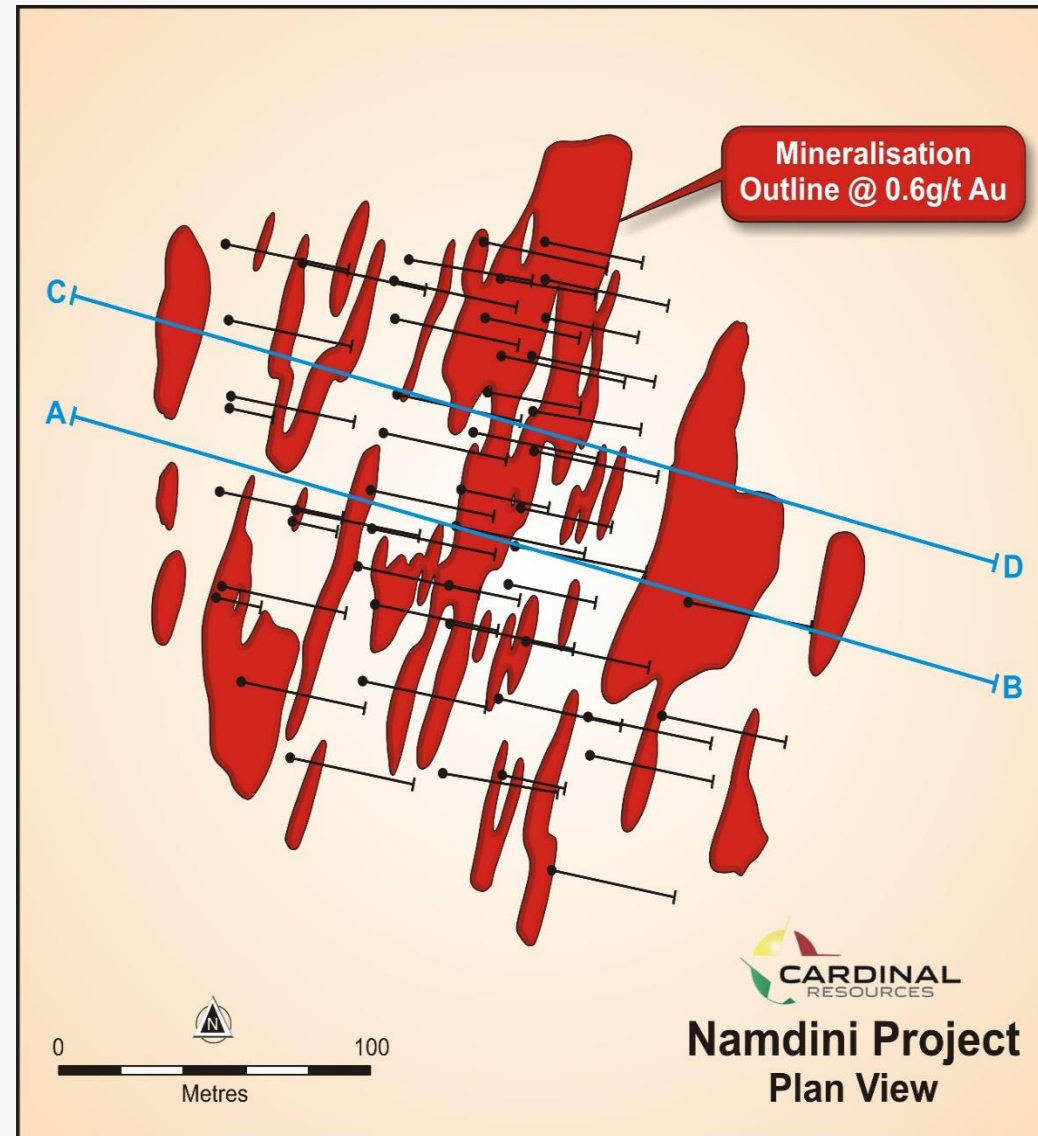 Mineralisation
Outline @ 0.6g/t Au
C
A
D
B
N
CARDINAL
RESOURCES
Namdini Project
Plan View
0 100
Metres